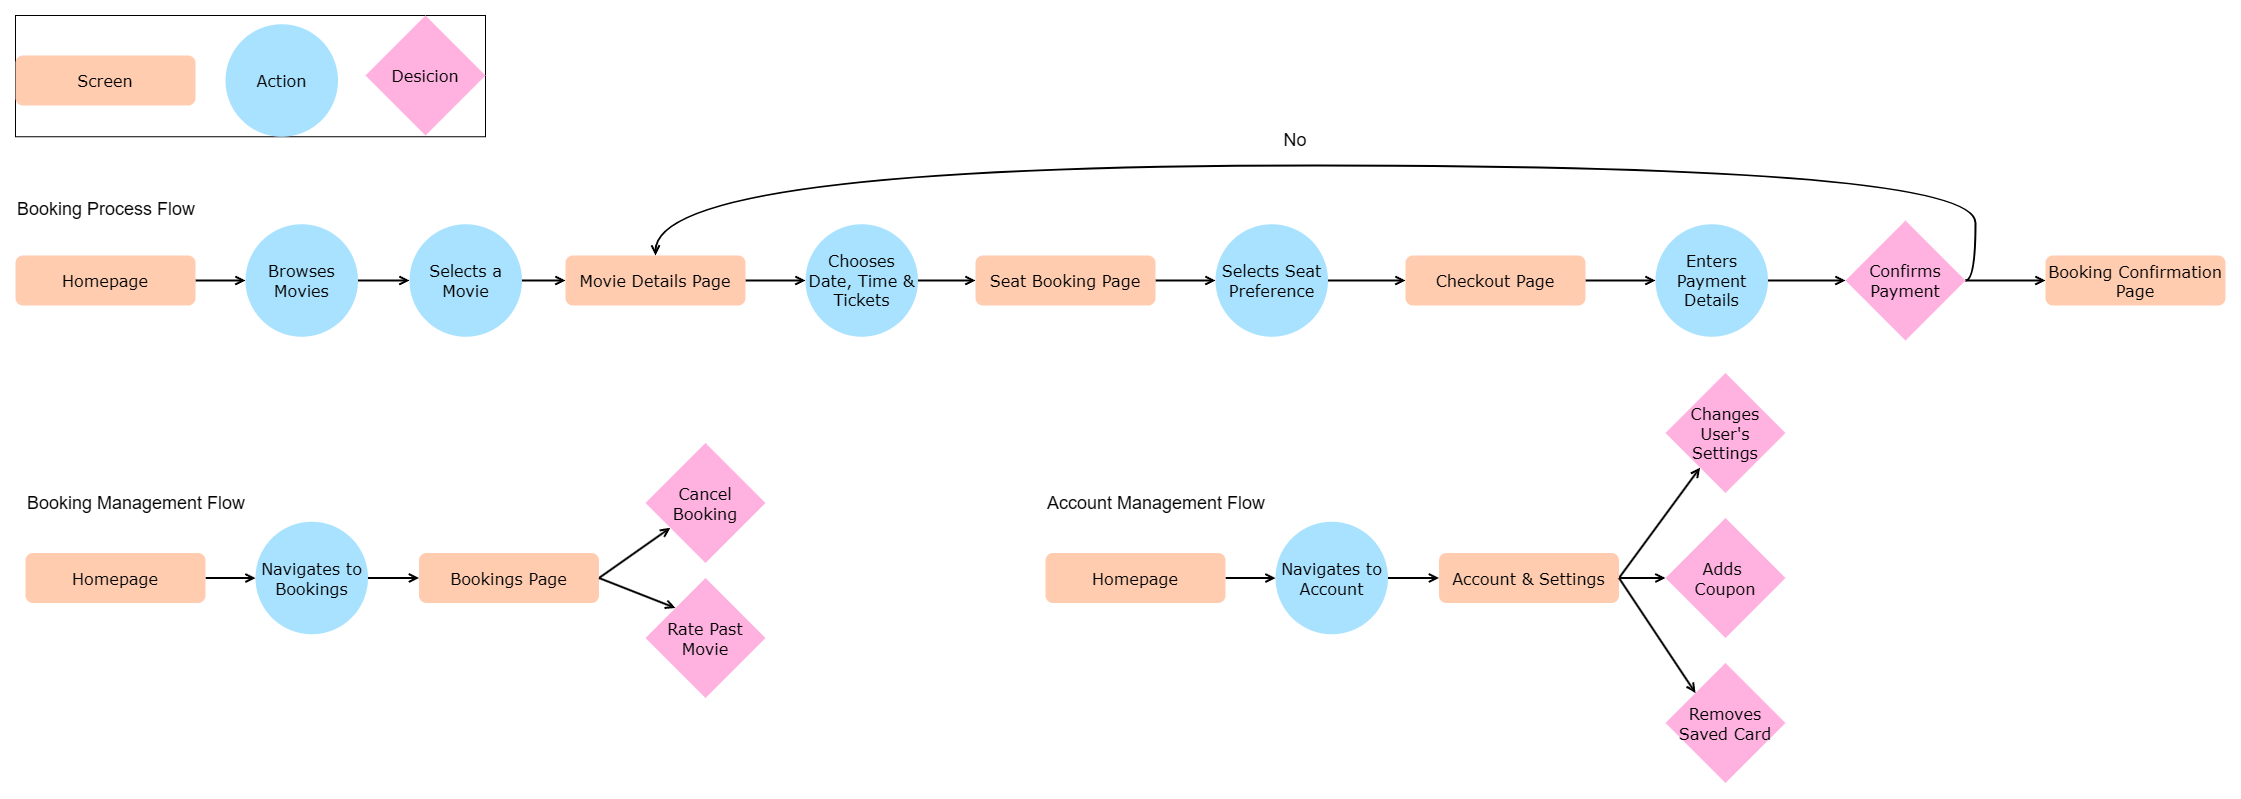 Screen
Action
Desicion
No
Booking Process Flow
Homepage
Browses
Movies
Selects a
Movie
Movie Details Page
Chooses
Date, Time &
Tickets
Seat Booking Page
Selects Seat
Preference
Checkout Page
Enters
Payment
Details
Confirms
Payment
Booking Confirmation
Page
Booking Management Flow
Homepage
Navigates to
Bookings
Bookings Page
Cancel
Booking
Rate Past
Movie
Account Management Flow
Homepage
Navigates to
Account
Account & Settings
Changes
User's
Settings
Adds
Coupon
Removes
Saved Card